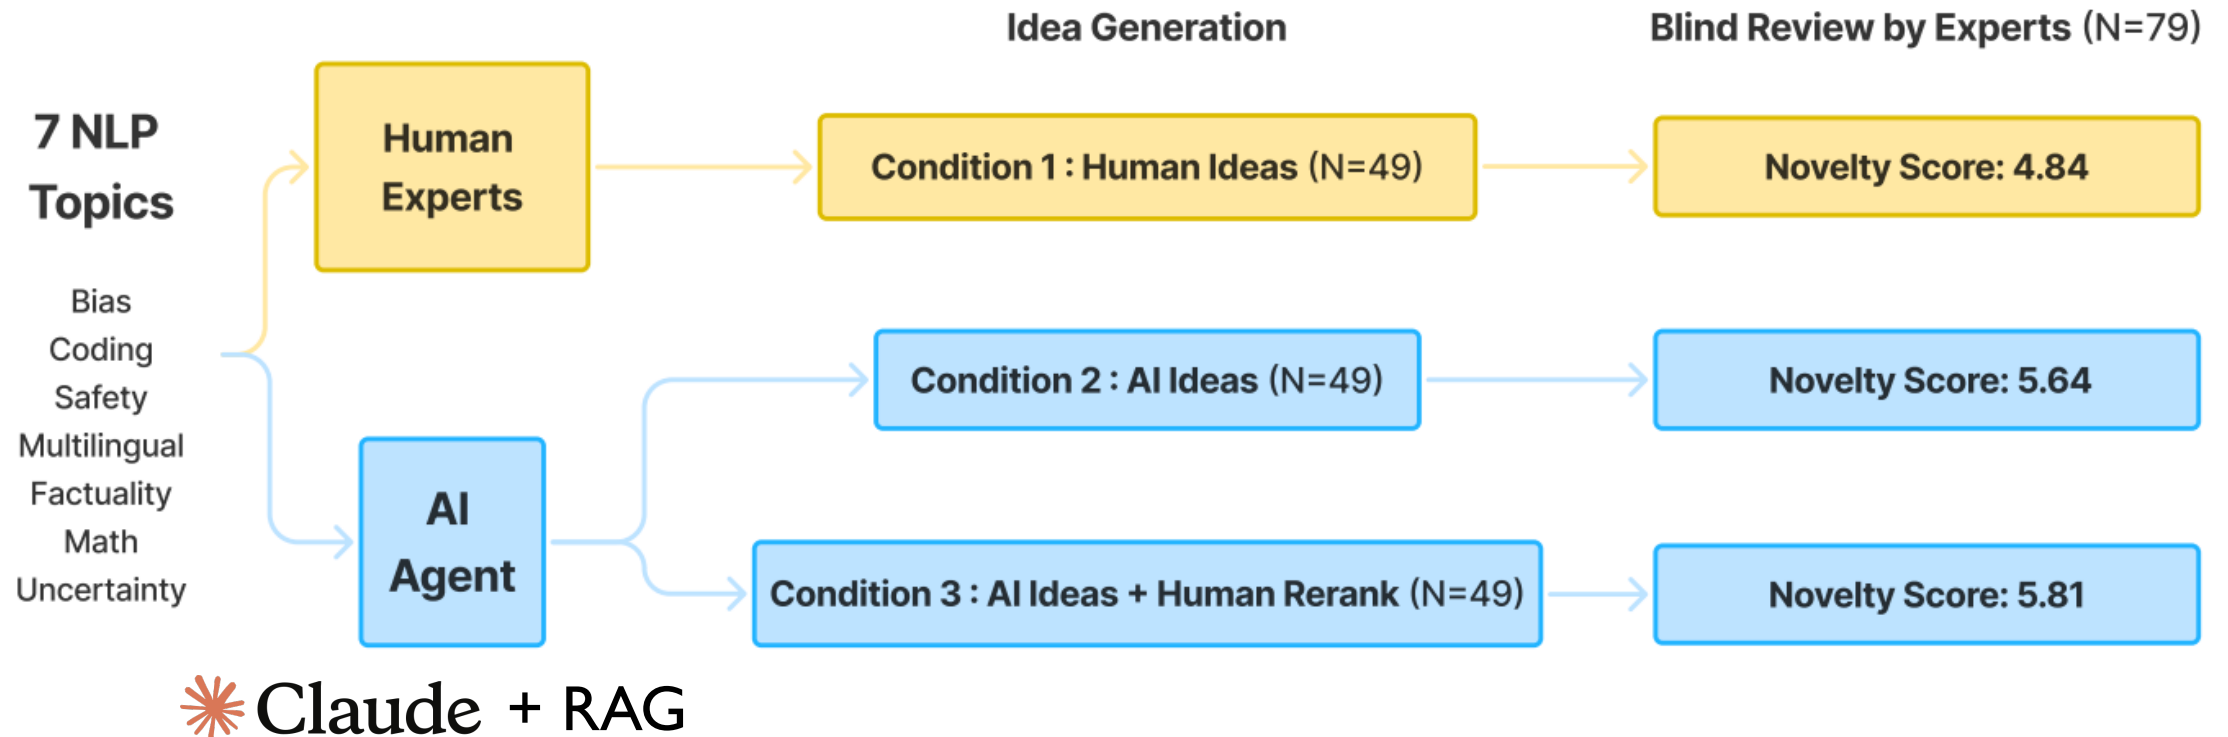 Idea Generation
Blind Review by Experts (N=79)
7 NLP
Topics
Bias
Coding
Safety
Multilingual
Factuality
Math
Uncertainty
Human
Experts
Condition 1 : Human Ideas (N=49)
Novelty Score: 4.84
AI
Agent
Condition 2 : AI Ideas (N=49)
Novelty Score: 5.64
Condition 3 : AI Ideas + Human Rerank (N=49)
Novelty Score: 5.81
Claude + RAG